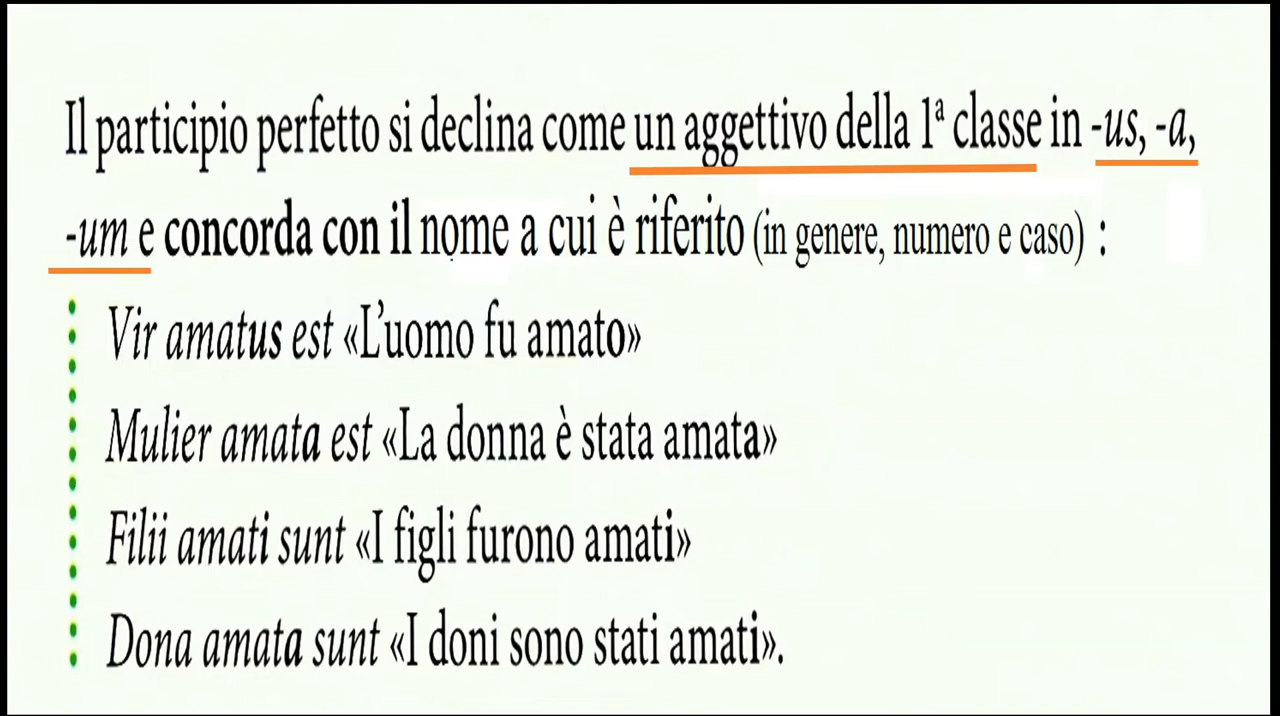 Il participio perfetto si declina come un aggettivo della 1ª classe in -us, -a,
-um e concorda con il nome a cui è riferito (in genere, numero e caso) :
Vir amatus est «L’uomo fu amato»
Mulier amata est «La donna è stata amata»
Filii amati sunt «I figli furono amati»
Dona amata sunt «I doni sono stati amati».